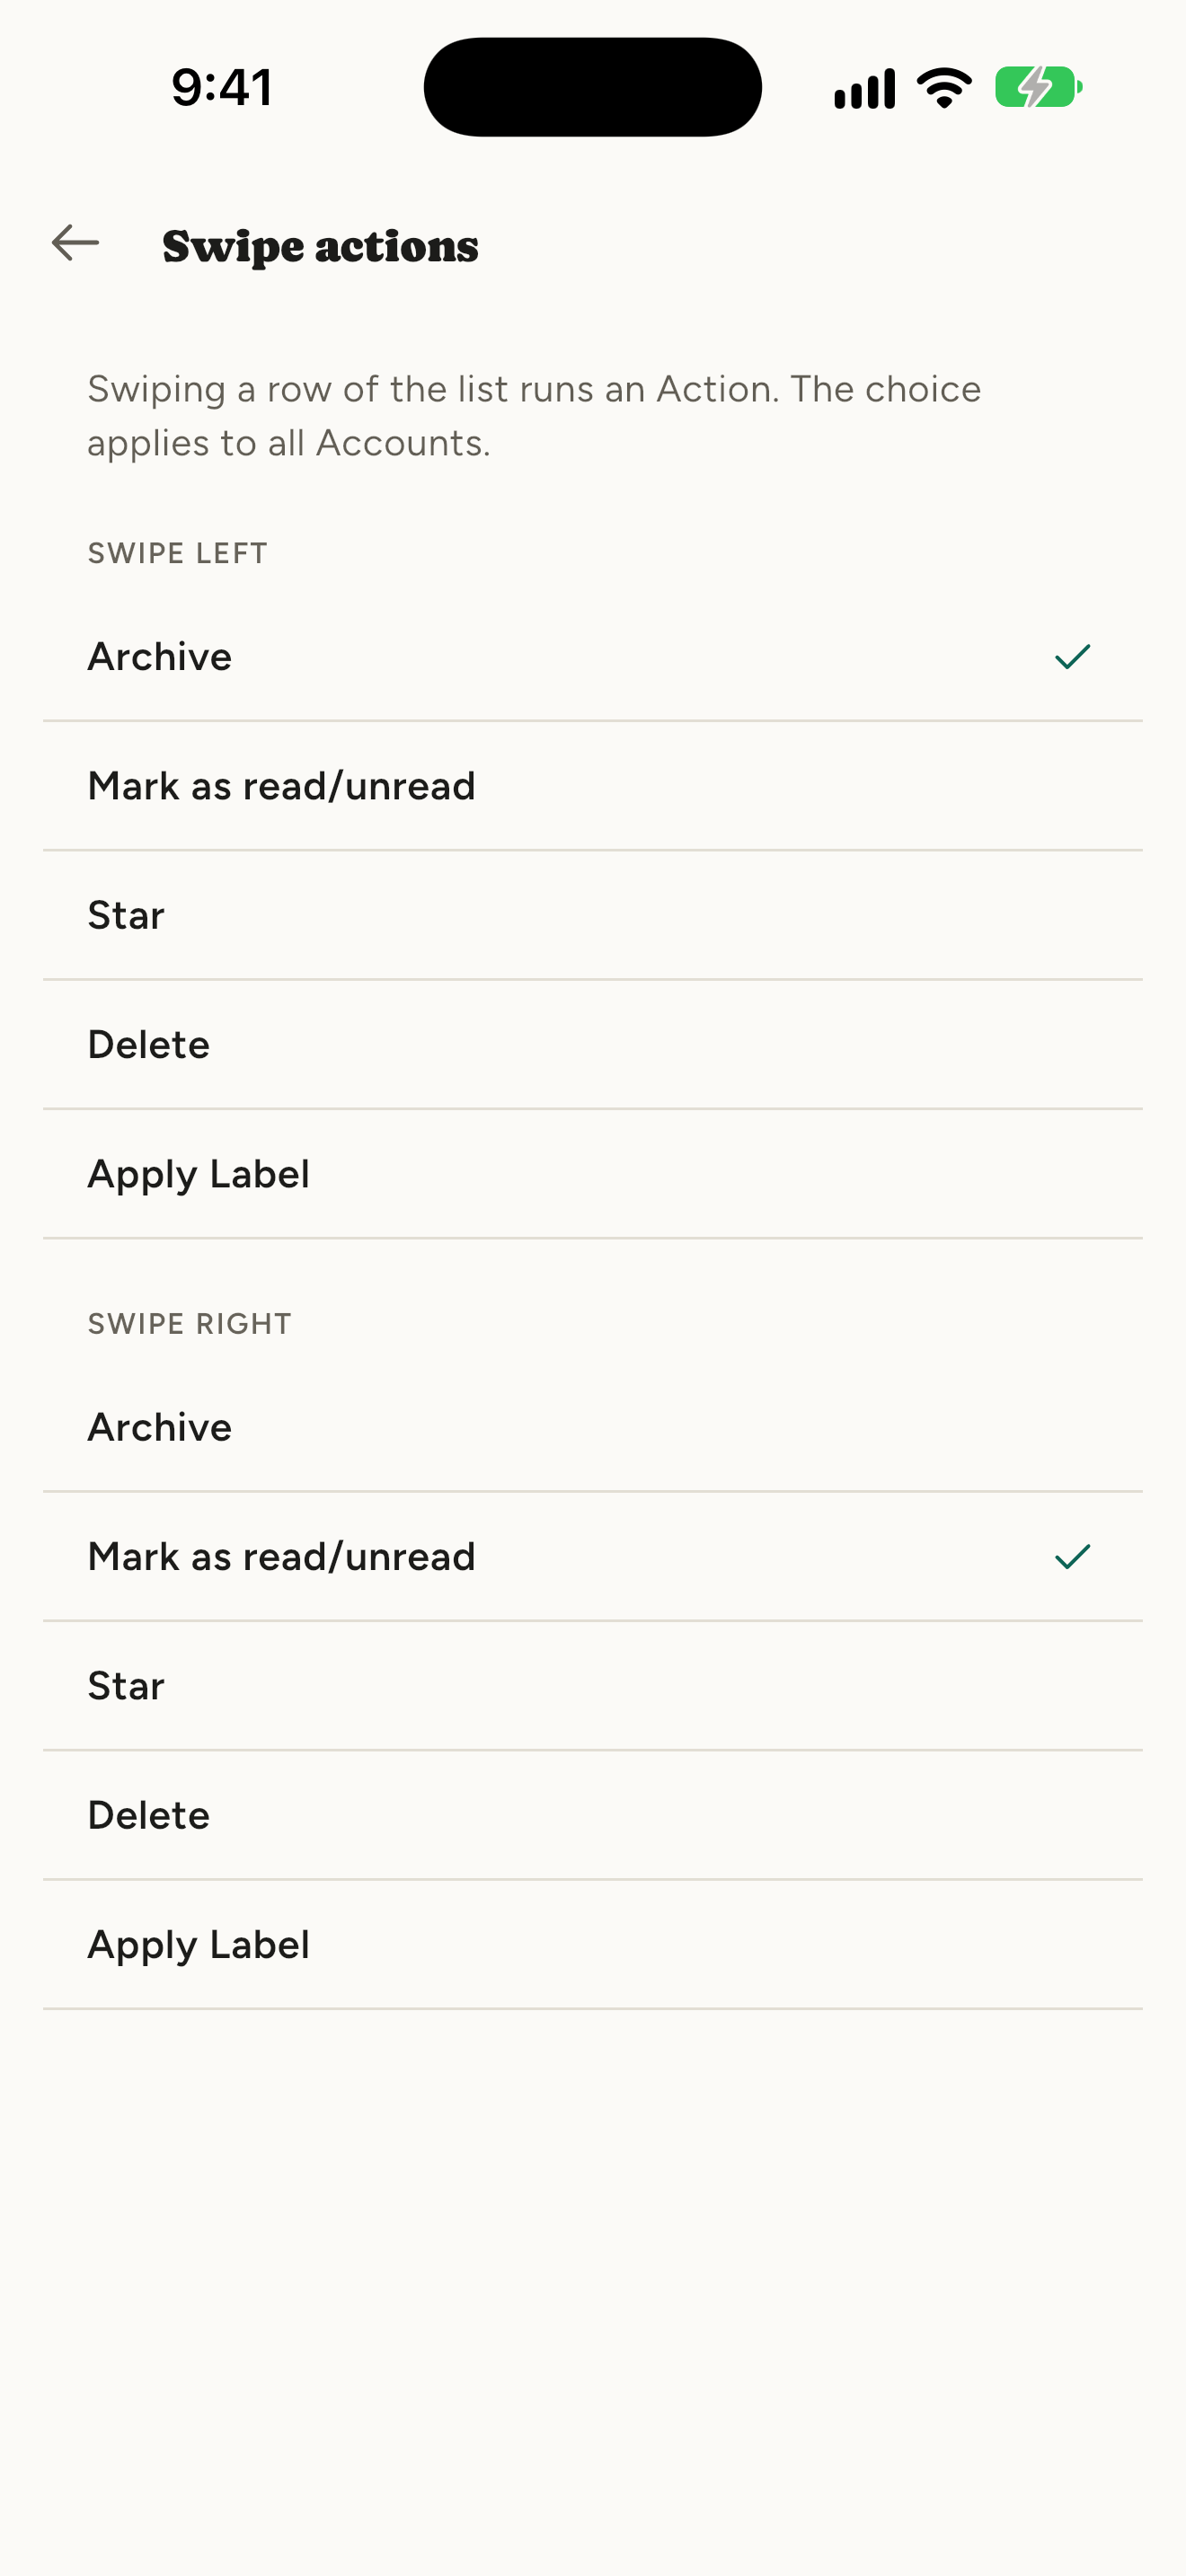 9:41
Swipe actions
Swiping a row of the list runs an Action. The choice
applies to all Accounts.
SWIPE LEFT
Archive
Mark as read/unread
Star
Delete
Apply Label
SWIPE RIGHT
Archive
Mark as read/unread
Star
Delete
Apply Label